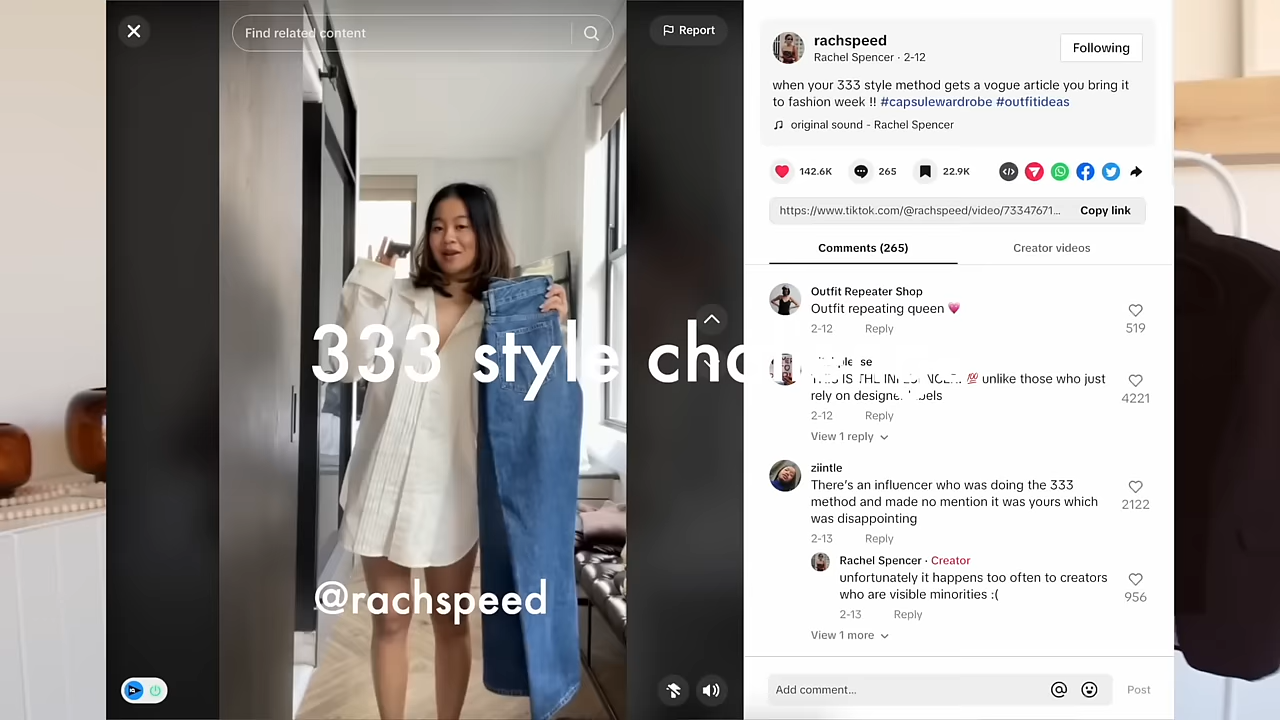 Find related content
Report
333 style
@rachspeed
rachspeed
Rachel Spencer · 2-12
Following
when your 333 style method gets a vogue article you bring it
to fashion week !! #capsulewardrobe #outfitideas
original sound - Rachel Spencer
142.6K
265
22.9K
https://www.tiktok.com/@rachspeed/video/73347671...
Copy link
Comments (265)
Creator videos
Outfit Repeater Shop
Outfit repeating queen 💗
2-12
Reply
519
THIS IS THE 💯 unlike those who just
rely on
2-12
Reply
4221
View 1 reply
ziintle
There's an influencer who was doing the 333
method and made no mention it was yours which
was disappointing
2-13
Reply
2122
Rachel Spencer · Creator
unfortunately it happens too often to creators
who are visible minorities :(
2-13
Reply
956
View 1 more
Add comment...
Post